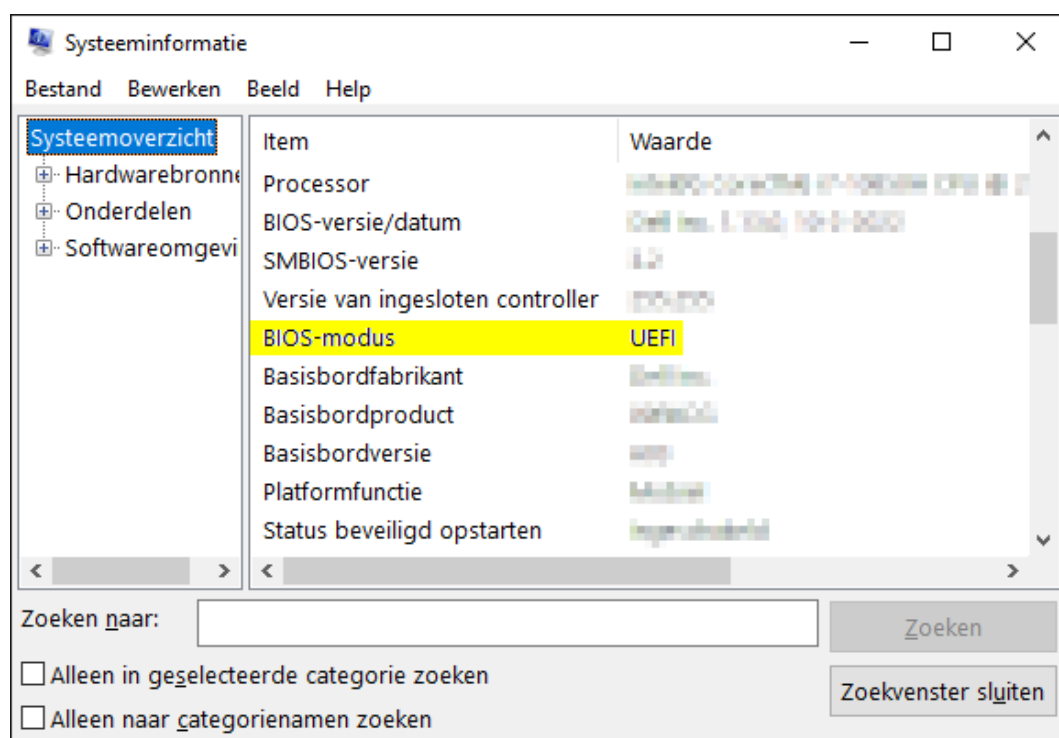 Systeeminformatie
Bestand Bewerken Beeld Help
Systeemoverzicht
Hardwarebronne
Onderdelen
Softwareomgevi
Item Waarde
Processor
BIOS-versie/datum
SMBIOS-versie
Versie van ingesloten controller
BIOS-modus UEFI
Basisbordfabrikant
Basisbordproduct
Basisbordversie
Platformfunctie
Status beveiligd opstarten
Zoeken naar:
Zoeken
Alleen in geselecteerde categorie zoeken
Zoekvenster sluiten
Alleen naar categorienamen zoeken